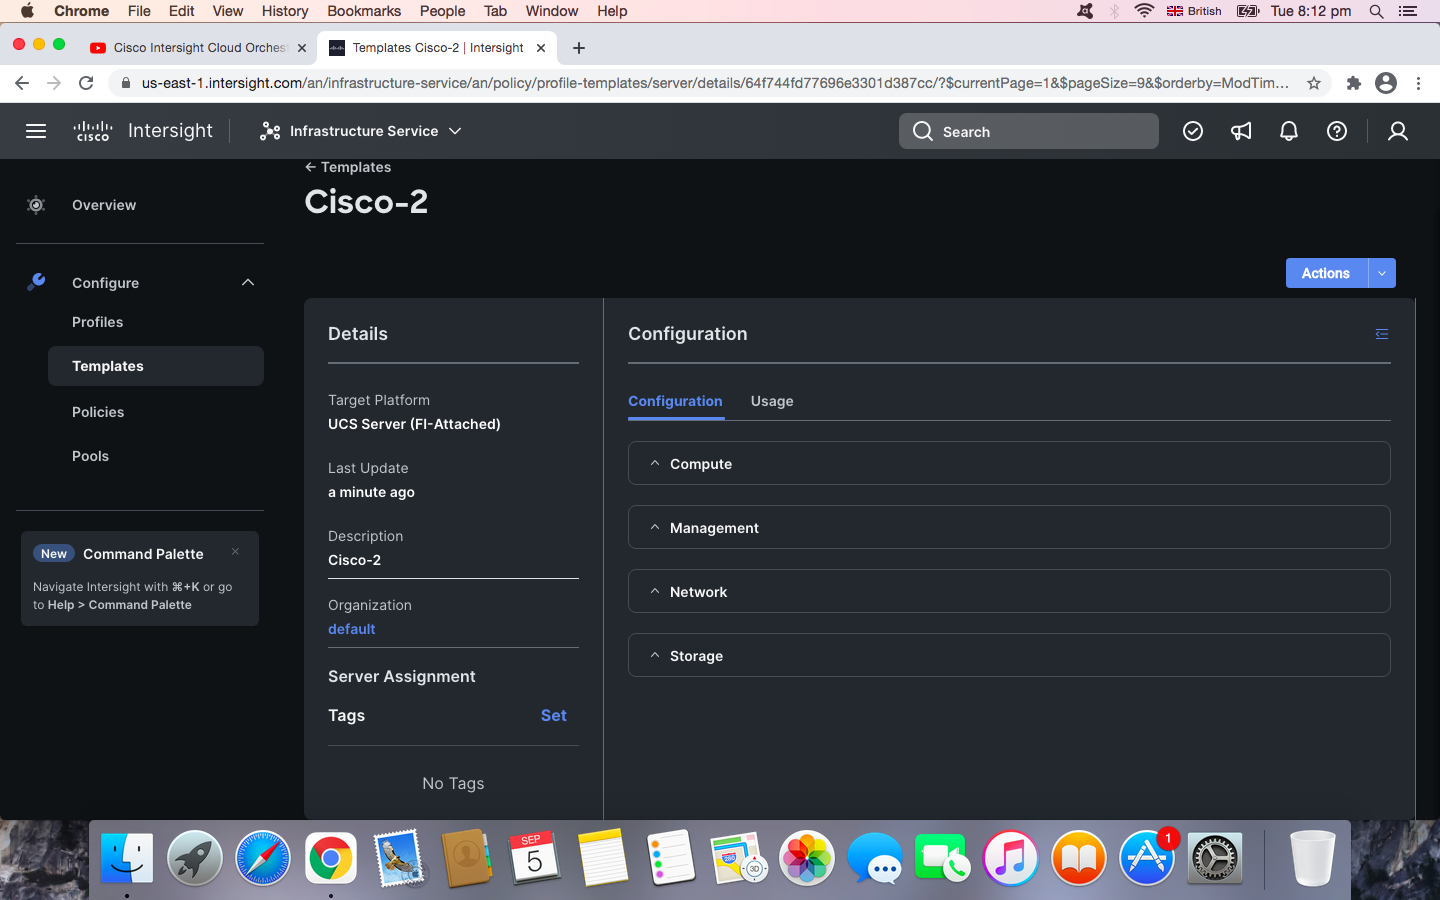 Chrome File Edit View History Bookmarks People Tab Window Help British Tue 8:12 pm
Cisco Intersight Cloud Orchest
Templates Cisco-2 | Intersight
us-east-1.intersight.com/an/infrastructure-service/an/policy/profile-templates/server/details/64f744fd77696e3301d387cc/?$currentPage=1&$pageSize=9&$orderby=ModTim...
CISCO Intersight Infrastructure Service Search
Overview
Configure
Profiles
Templates
Policies
Pools
New Command Palette
Navigate Intersight with ⌘+K or go
to Help > Command Palette
← Templates
Cisco-2
Actions
Details
Target Platform
UCS Server (FI-Attached)
Last Update
a minute ago
Description
Cisco-2
Organization
default
Server Assignment
Tags Set
No Tags
Configuration
Configuration Usage
Compute
Management
Network
Storage
SEP
5
280
3D
1